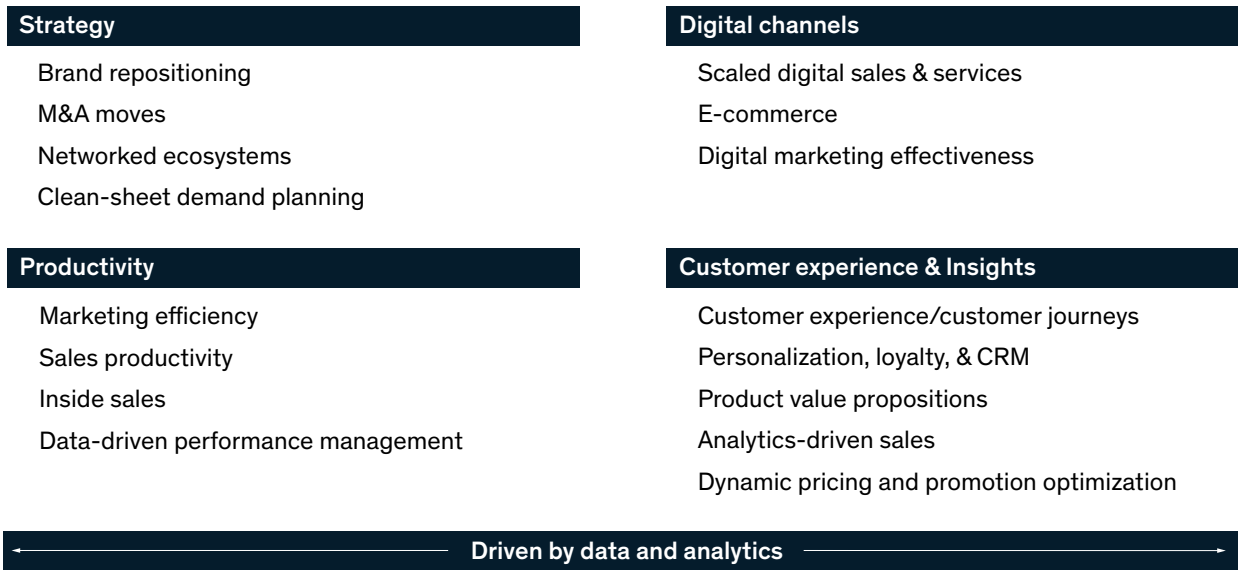 Strategy
Brand repositioning
M&A moves
Networked ecosystems
Clean-sheet demand planning
Digital channels
Scaled digital sales & services
E-commerce
Digital marketing effectiveness
Productivity
Marketing efficiency
Sales productivity
Inside sales
Data-driven performance management
Customer experience & Insights
Customer experience/customer journeys
Personalization, loyalty, & CRM
Product value propositions
Analytics-driven sales
Dynamic pricing and promotion optimization
Driven by data and analytics